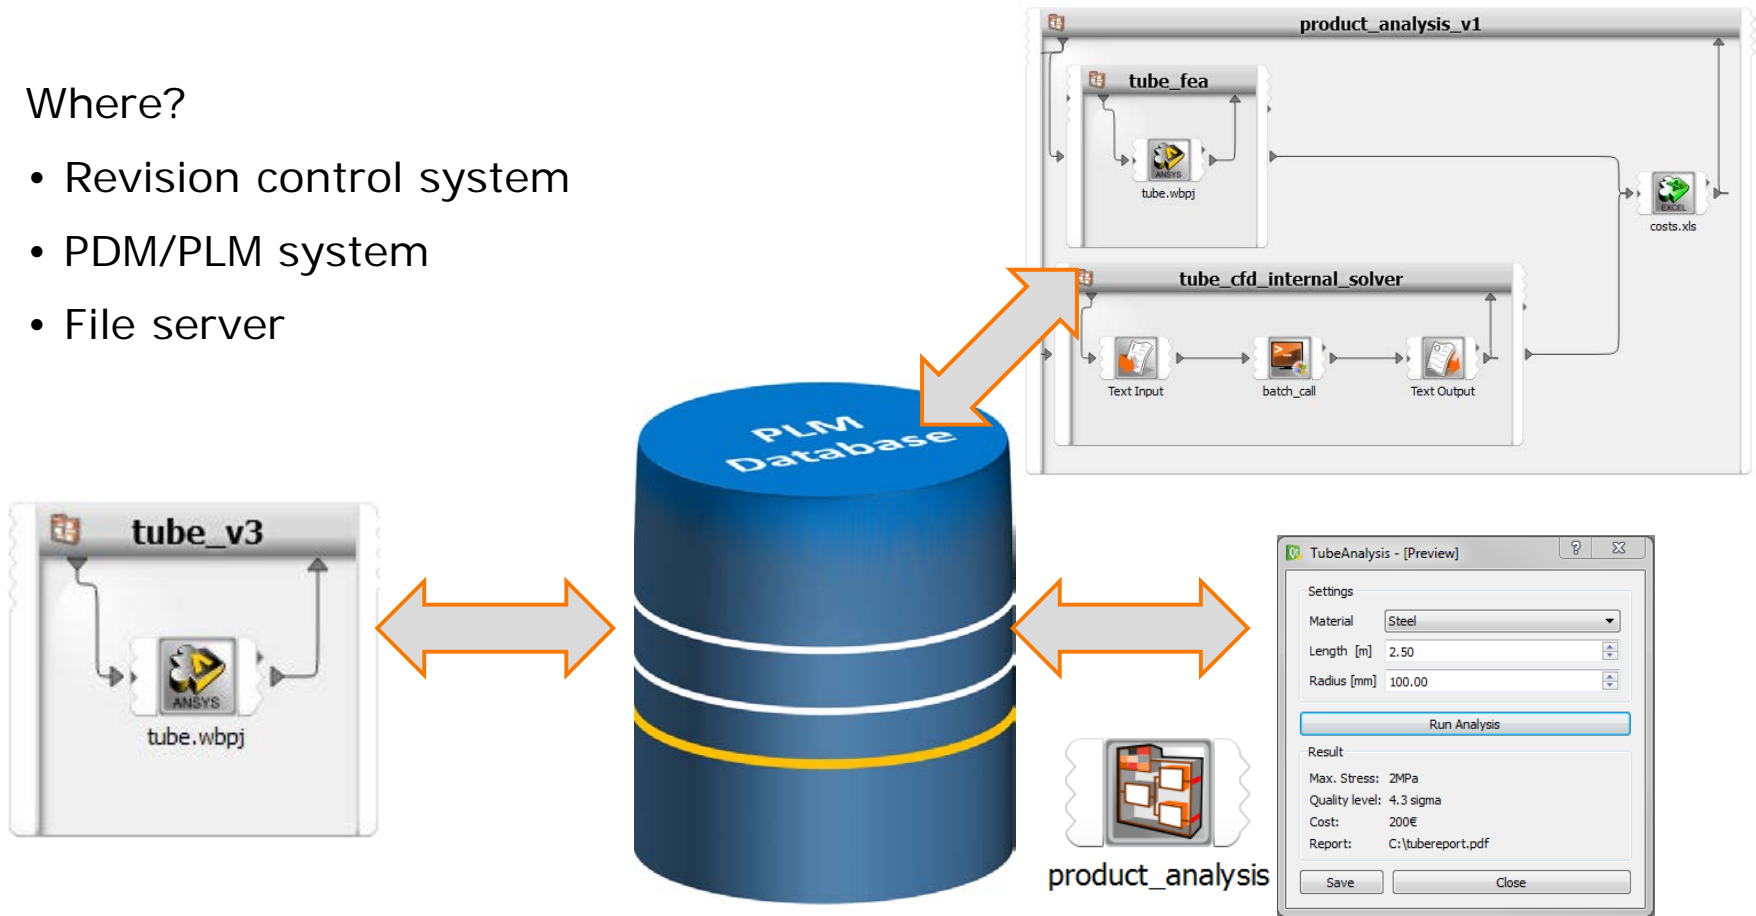 Where?
• Revision control system
• PDM/PLM system
• File server
product_analysis_v1
tube_fea
ANSYS
tube.wbpj
EXCEL
costs.xls
tube_cfd_internal_solver
Text Input
batch_call
Text Output
PLM
Database
tube_v3
ANSYS
tube.wbpj
product_analysis
Qt TubeAnalysis - [Preview]
Settings
Material Steel
Length [m] 2.50
Radius [mm] 100.00
Run Analysis
Result
Max. Stress: 2MPa
Quality level: 4.3 sigma
Cost: 200€
Report: C:\tubereport.pdf
Save Close